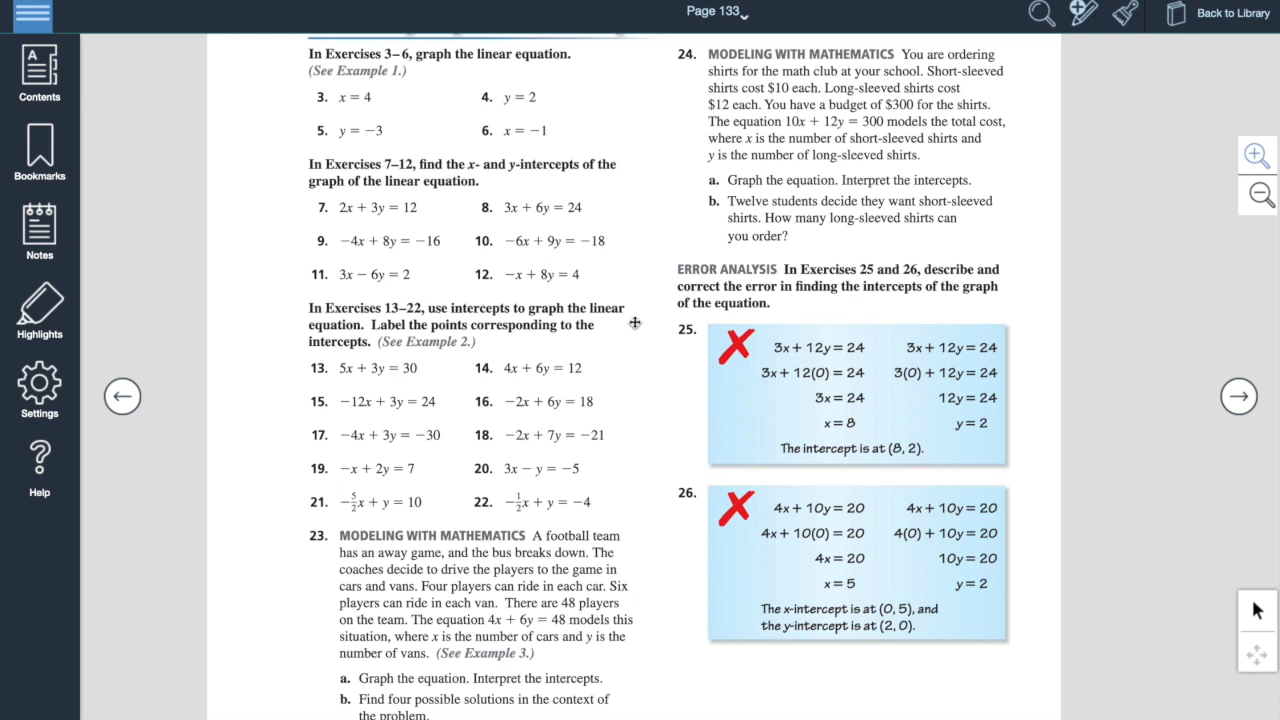 Page 133
Back to Library
Contents
Bookmarks
Notes
Highlights
Settings
Help
In Exercises 3–6, graph the linear equation.
(See Example 1.)
3. x = 4
4. y = 2
5. y = −3
6. x = −1
In Exercises 7–12, find the x- and y-intercepts of the
graph of the linear equation.
7. 2x + 3y = 12
8. 3x + 6y = 24
9. −4x + 8y = −16
10. −6x + 9y = −18
11. 3x − 6y = 2
12. −x + 8y = 4
In Exercises 13–22, use intercepts to graph the linear
equation. Label the points corresponding to the
intercepts. (See Example 2.)
13. 5x + 3y = 30
14. 4x + 6y = 12
15. −12x + 3y = 24
16. −2x + 6y = 18
17. −4x + 3y = −30
18. −2x + 7y = −21
19. −x + 2y = 7
20. 3x − y = −5
21. −5/2x + y = 10
22. −1/2x + y = −4
23. MODELING WITH MATHEMATICS A football team
has an away game, and the bus breaks down. The
coaches decide to drive the players to the game in
cars and vans. Four players can ride in each car. Six
players can ride in each van. There are 48 players
on the team. The equation 4x + 6y = 48 models this
situation, where x is the number of cars and y is the
number of vans. (See Example 3.)
a. Graph the equation. Interpret the intercepts.
b. Find four possible solutions in the context of
the problem.
24. MODELING WITH MATHEMATICS You are ordering
shirts for the math club at your school. Short-sleeved
shirts cost $10 each. Long-sleeved shirts cost
$12 each. You have a budget of $300 for the shirts.
The equation 10x + 12y = 300 models the total cost,
where x is the number of short-sleeved shirts and
y is the number of long-sleeved shirts.
a. Graph the equation. Interpret the intercepts.
b. Twelve students decide they want short-sleeved
shirts. How many long-sleeved shirts can
you order?
ERROR ANALYSIS In Exercises 25 and 26, describe and
correct the error in finding the intercepts of the graph
of the equation.
25.
3x + 12y = 24 3x + 12y = 24
3x + 12(0) = 24 3(0) + 12y = 24
3x = 24 12y = 24
x = 8 y = 2
The intercept is at (8, 2).
26.
4x + 10y = 20 4x + 10y = 20
4x + 10(0) = 20 4(0) + 10y = 20
4x = 20 10y = 20
x = 5 y = 2
The x-intercept is at (0, 5), and
the y-intercept is at (2, 0).